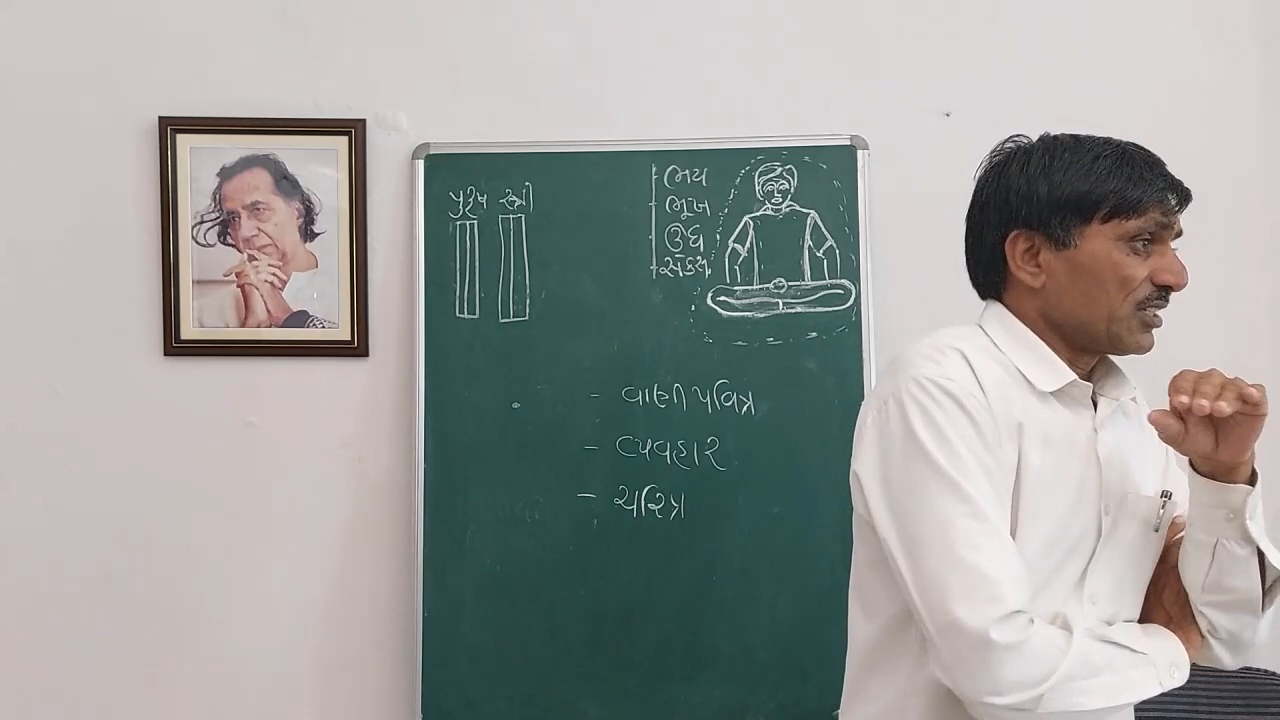 પુરુષ સ્ત્રી
ભય
ભૂખ
ઉંઘ
- વાણી પવિત્ર
- વ્યવહાર
- ચરિત્ર